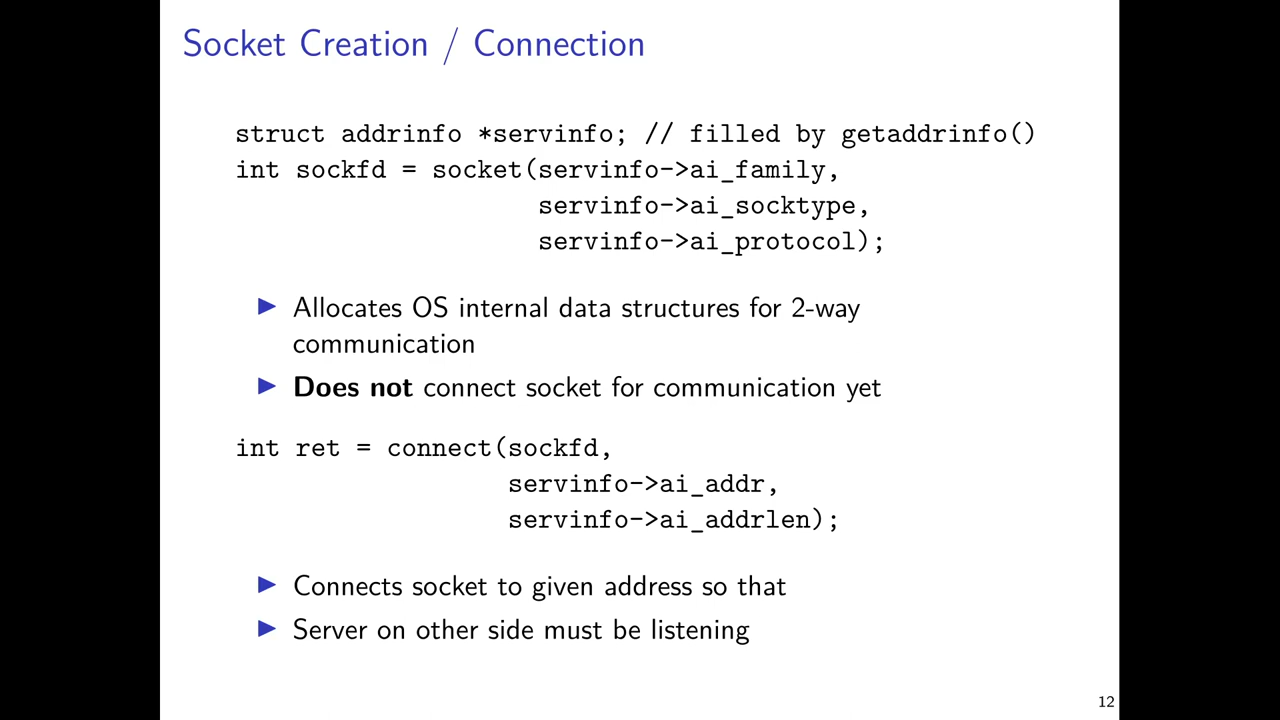 Socket Creation / Connection
struct addrinfo *servinfo; // filled by getaddrinfo()
int sockfd = socket(servinfo->ai_family,
servinfo->ai_socktype,
servinfo->ai_protocol);
▶ Allocates OS internal data structures for 2-way
communication
▶ Does not connect socket for communication yet
int ret = connect(sockfd,
servinfo->ai_addr,
servinfo->ai_addrlen);
▶ Connects socket to given address so that
▶ Server on other side must be listening
12